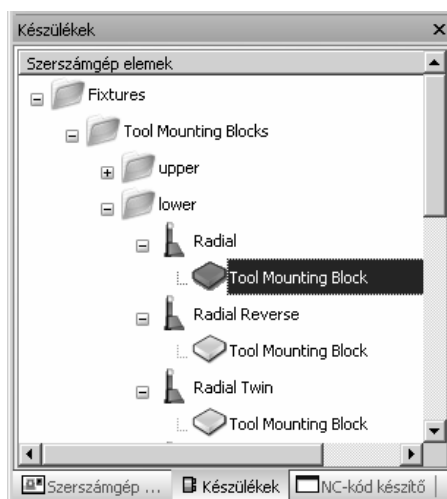 Készülékek
Szerszámgép elemek
Fixtures
Tool Mounting Blocks
upper
lower
Radial
Tool Mounting Block
Radial Reverse
Tool Mounting Block
Radial Twin
Tool Mounting Block
Szerszámgép ... Készülékek NC-kód készítő